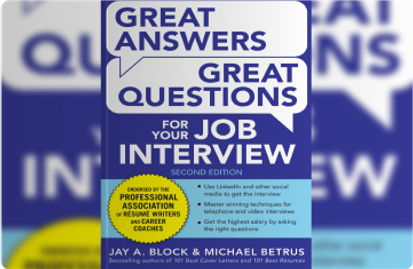 GREAT
ANSWERS
GREAT
QUESTIONS
FOR
YOUR JOB
INTERVIEW
SECOND EDITION
ENDORSED BY THE
PROFESSIONAL
ASSOCIATION
OF RÉSUMÉ WRITERS
AND CAREER
COACHES
• Use LinkedIn and other social
media to get the interview
• Master winning techniques for
telephone and video interviews
• Get the highest salary by asking
the right questions
JAY A. BLOCK & MICHAEL BETRUS
Bestselling authors of 101 Best Cover Letters and 101 Best Résumés